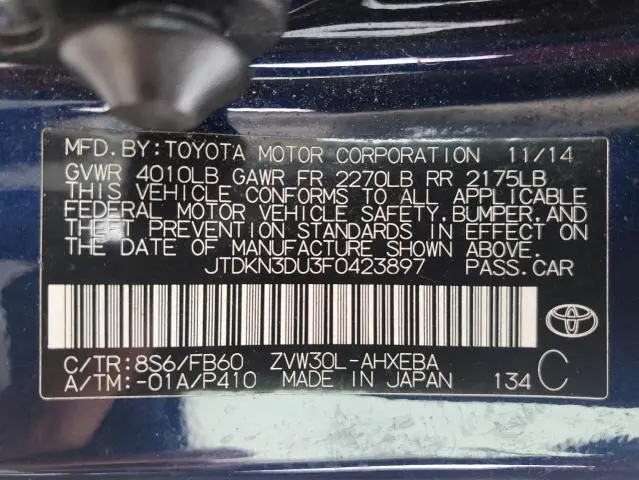 MFD.BY:TOYOTA MOTOR CORPORATION 11/14
GVWR 4010LB GAWR FR 2270LB RR 2175LB
THIS VEHICLE CONFORMS TO ALL APPLICABLE
FEDERAL MOTOR VEHICLE SAFETY,BUMPER,AND
THEFT PREVENTION STANDARDS IN EFFECT ON
THE DATE OF MANUFACTURE SHOWN ABOVE.
JTDKN3DU3F0423897 PASS.CAR
C/TR:8S6/FB60 ZVW30L-AHXEBA
A/TM:-01A/P410 MADE IN JAPAN 134 C